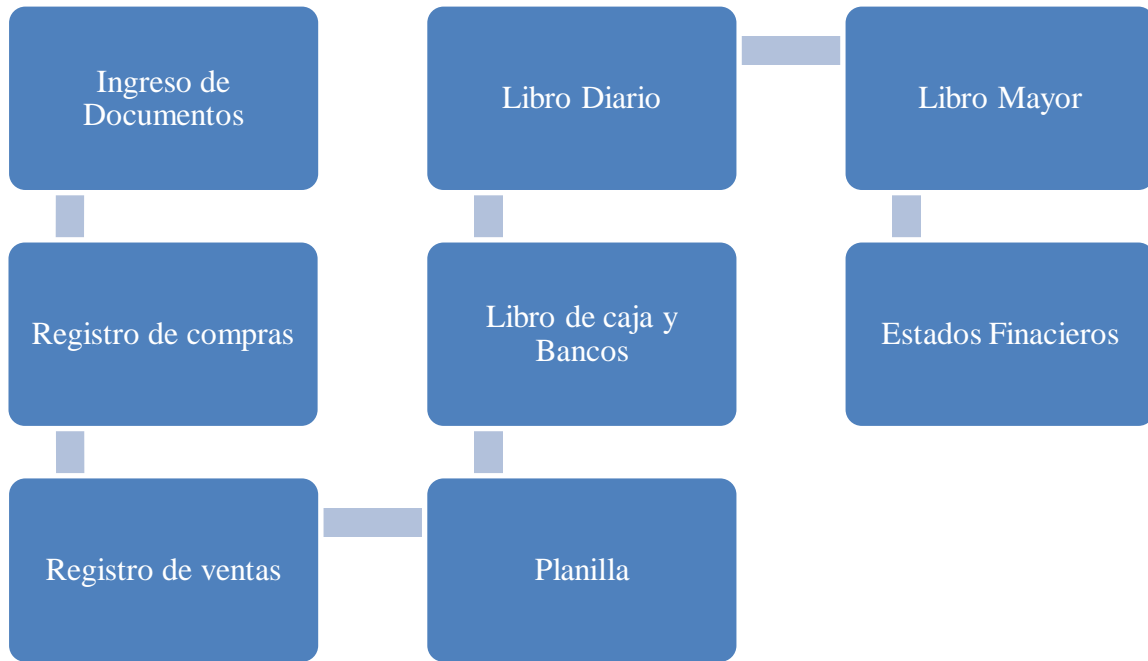 Ingreso de
Documentos
Registro de compras
Registro de ventas
Planilla
Libro de caja y
Bancos
Libro Diario
Libro Mayor
Estados Finacieros